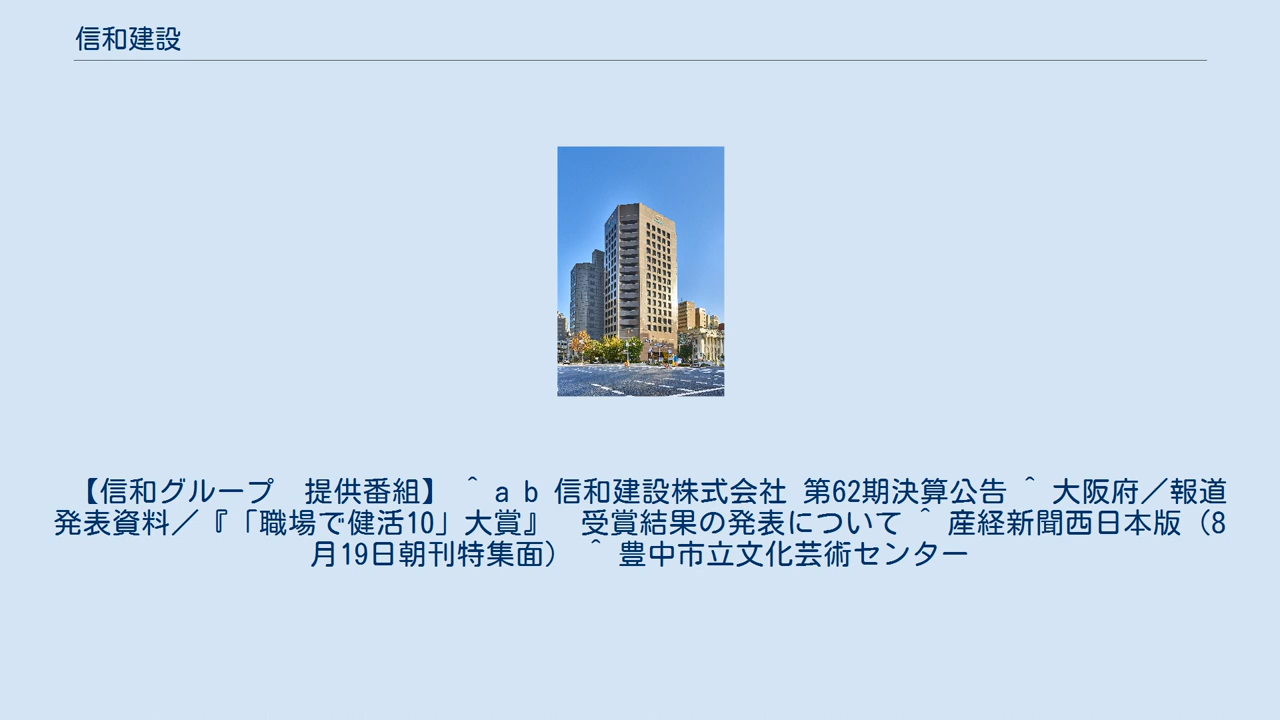 信和建設
【信和グループ　提供番組】 ^ a b 信和建設株式会社 第62期決算公告 ^ 大阪府／報道
発表資料／『「職場で健活10」大賞』　受賞結果の発表について ^ 産経新聞西日本版（8
月19日朝刊特集面） ^ 豊中市立文化芸術センター